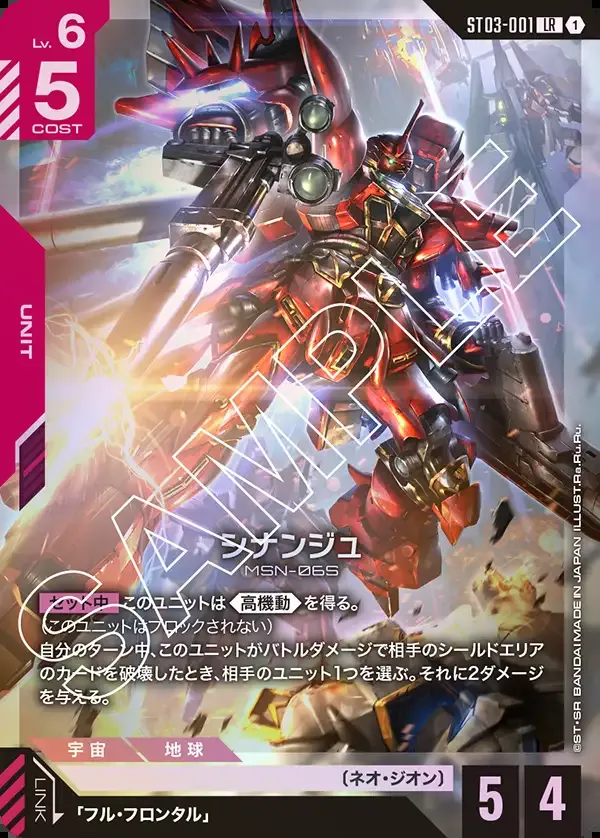 Lv. 6
ST03-001 LR 1
5
COST
UNIT
SAMPLE
シナンジュ
MSN-06S
セット中 このユニットは 高機動 を得る。
(このユニットはブロックされない)
自分のターン中、このユニットがバトルダメージで相手のシールドエリア
のカードを破壊したとき、相手のユニット1つを選ぶ。それに2ダメージ
を与える。
宇宙 地球
〔ネオ・ジオン〕
LINK
「フル・フロンタル」
5 4
©ST・SR BANDAI MADE IN JAPAN ILLUST.Ra.Ru.Ru.